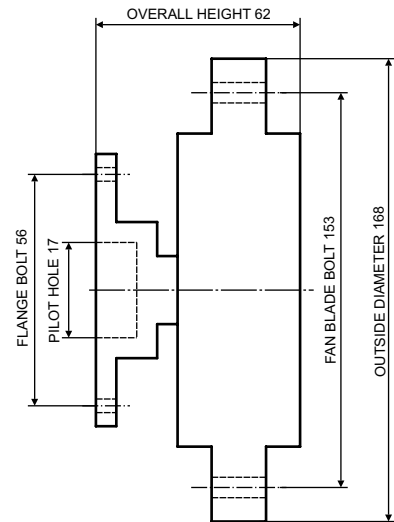 OVERALL HEIGHT 62
FLANGE BOLT 56
PILOT HOLE 17
FAN BLADE BOLT 153
OUTSIDE DIAMETER 168